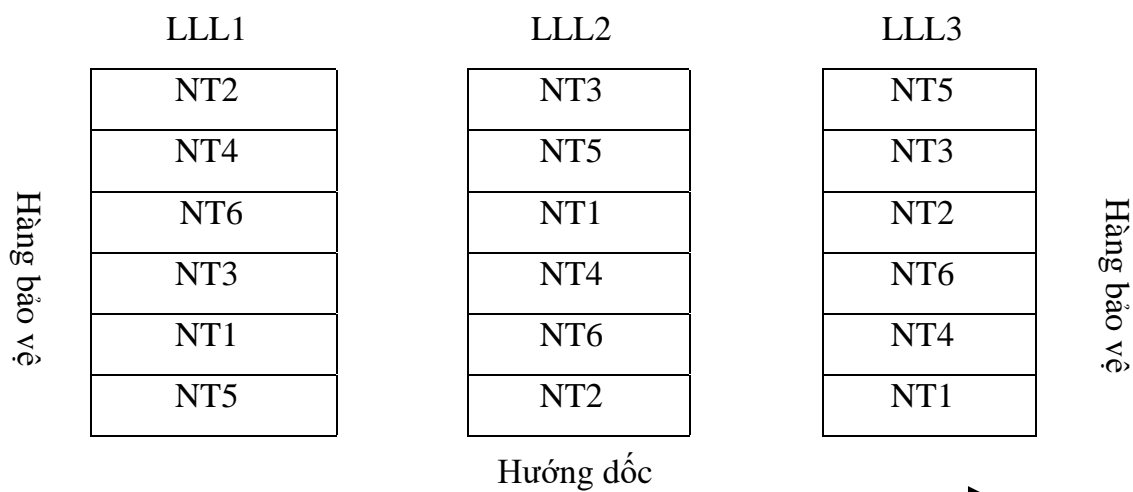 LLL1 LLL2 LLL3
NT2 NT3 NT5
NT4 NT5 NT3
NT6 NT1 NT2
NT3 NT4 NT6
NT1 NT6 NT4
NT5 NT2 NT1
Hàng bảo vệ
Hàng bảo vệ
Hướng dốc